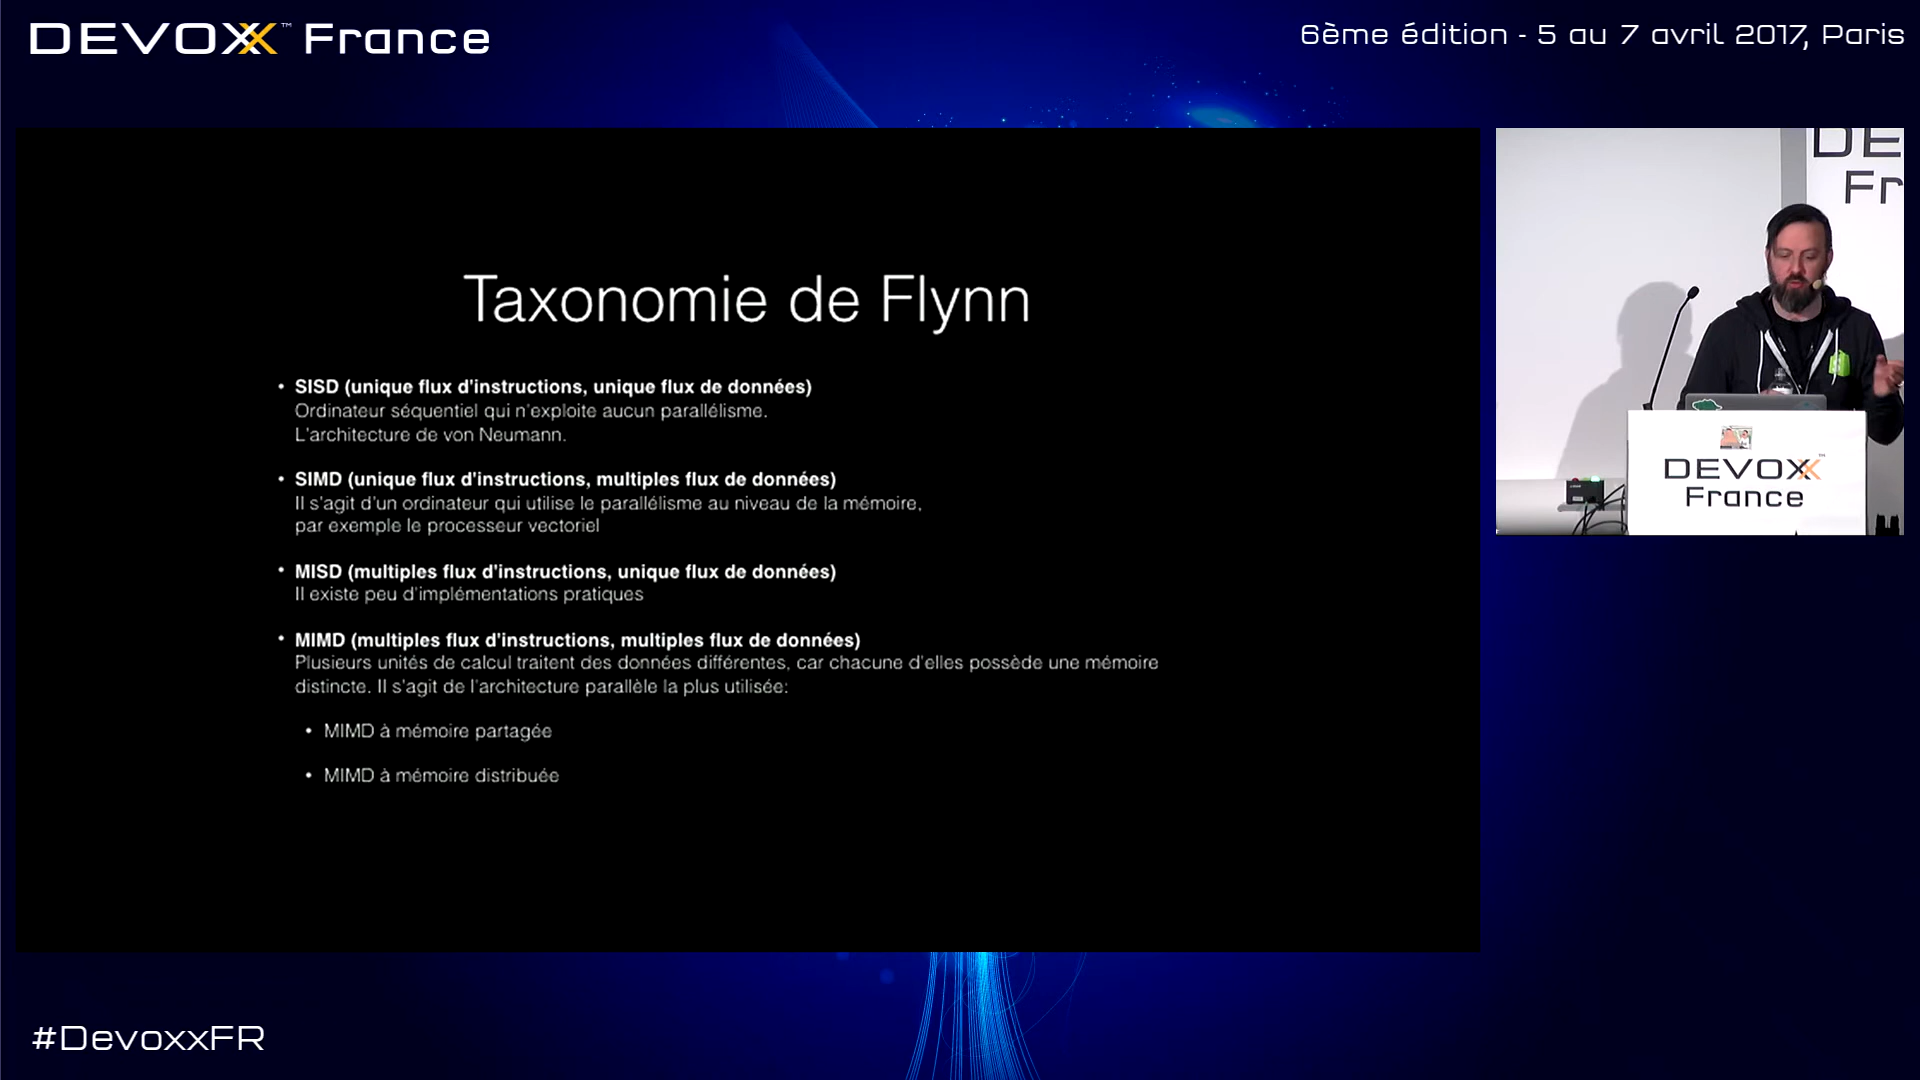 DEVOXX™ France
6ème édition - 5 au 7 avril 2017, Paris
Taxonomie de Flynn
• SISD (unique flux d'instructions, unique flux de données)
Ordinateur séquentiel qui n'exploite aucun parallélisme.
L'architecture de von Neumann.
• SIMD (unique flux d'instructions, multiples flux de données)
Il s'agit d'un ordinateur qui utilise le parallélisme au niveau de la mémoire,
par exemple le processeur vectoriel
• MISD (multiples flux d'instructions, unique flux de données)
Il existe peu d'implémentations pratiques
• MIMD (multiples flux d'instructions, multiples flux de données)
Plusieurs unités de calcul traitent des données différentes, car chacune d'elles possède une mémoire
distincte. Il s'agit de l'architecture parallèle la plus utilisée:
• MIMD à mémoire partagée
• MIMD à mémoire distribuée
DE
Fr
DEVOXX™
France
#DevoxxFR